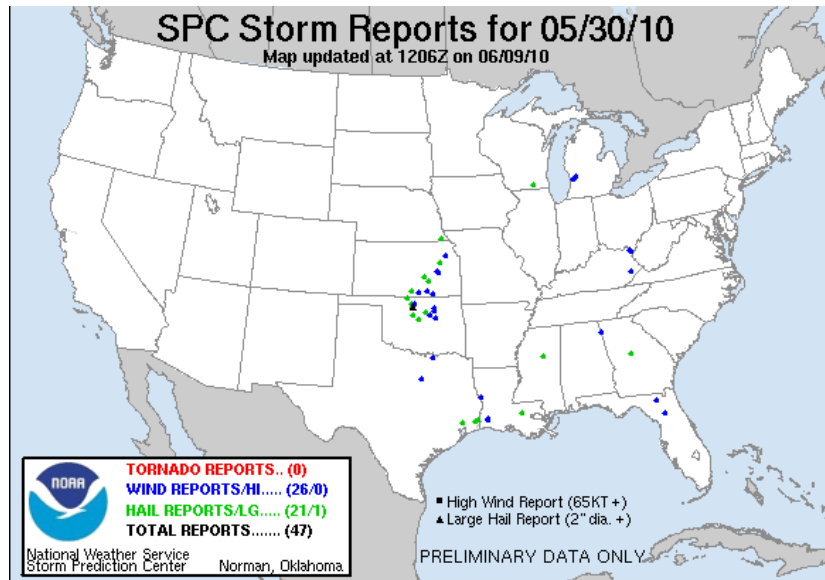 SPC Storm Reports for 05/30/10
Map updated at 1206Z on 06/09/10
NOAA
TORNADO REPORTS.. (0)
WIND REPORTS/HI..... (26/0)
HAIL REPORTS/LG..... (21/1)
TOTAL REPORTS....... (47)
National Weather Service
Storm Prediction Center Norman, Oklahoma
High Wind Report (65KT +)
Large Hail Report (2" dia. +)
PRELIMINARY DATA ONLY